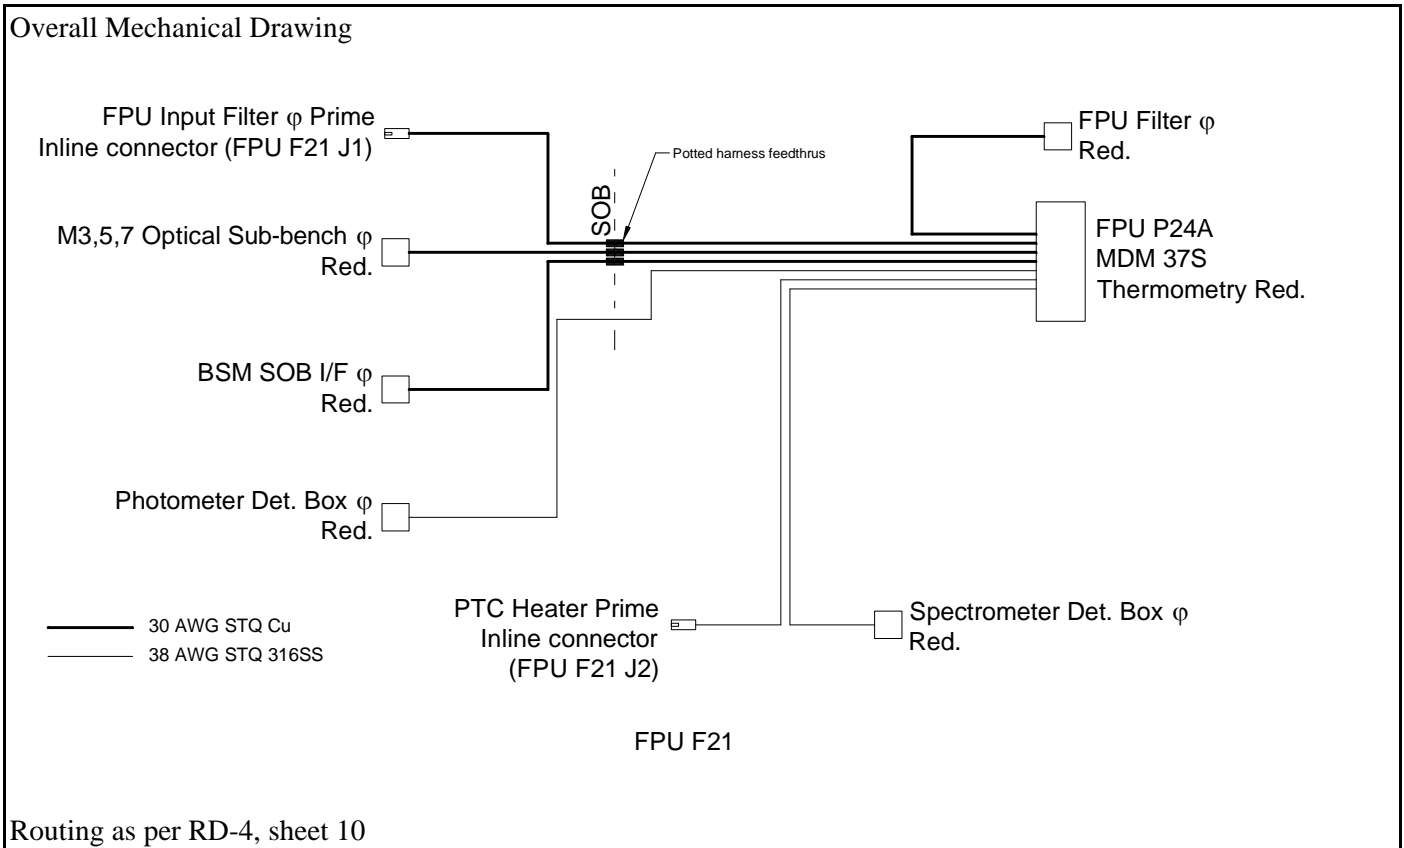 Overall Mechanical Drawing
FPU Input Filter φ Prime
Inline connector (FPU F21 J1)
FPU Filter φ
Red.
Potted harness feedthrus
SOB
M3,5,7 Optical Sub-bench φ
Red.
FPU P24A
MDM 37S
Thermometry Red.
BSM SOB I/F φ
Red.
Photometer Det. Box φ
Red.
PTC Heater Prime
Inline connector
(FPU F21 J2)
Spectrometer Det. Box φ
Red.
30 AWG STQ Cu
38 AWG STQ 316SS
FPU F21
Routing as per RD-4, sheet 10